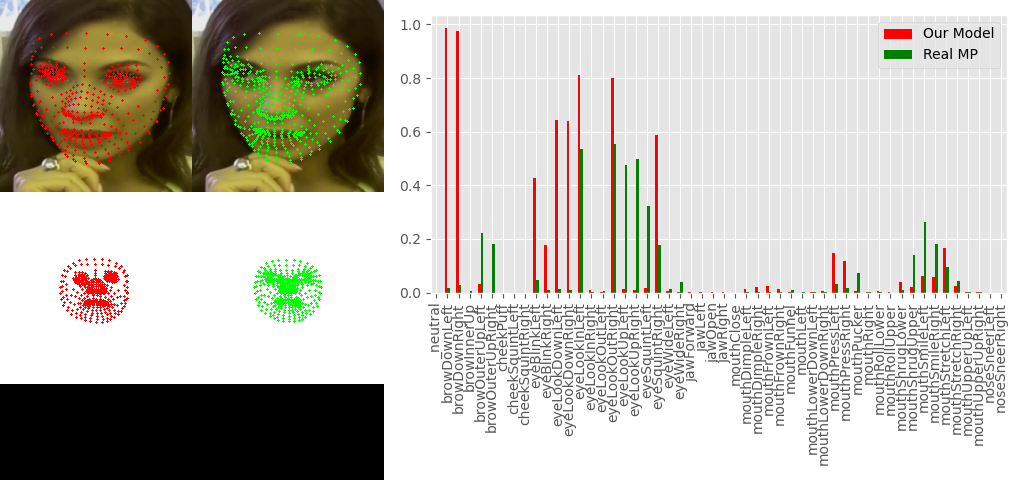 1.0
0.8
0.6
0.4
0.2
0.0
Our Model
Real MP
neutral
browDownLeft
browDownRight
browInnerUp
browOuterUpLeft
browOuterUpRight
cheekPuff
cheekSquintLeft
cheekSquintRight
eyeBlinkLeft
eyeBlinkRight
eyeLookDownLeft
eyeLookDownRight
eyeLookInLeft
eyeLookInRight
eyeLookOutLeft
eyeLookOutRight
eyeLookUpLeft
eyeLookUpRight
eyeSquintLeft
eyeSquintRight
eyeWideLeft
eyeWideRight
jawForward
jawLeft
jawOpen
jawRight
mouthClose
mouthDimpleLeft
mouthDimpleRight
mouthFrownLeft
mouthFrownRight
mouthFunnel
mouthLeft
mouthLowerDownLeft
mouthLowerDownRight
mouthPressLeft
mouthPressRight
mouthPucker
mouthRight
mouthRollLower
mouthRollUpper
mouthShrugLower
mouthShrugUpper
mouthSmileLeft
mouthSmileRight
mouthStretchLeft
mouthStretchRight
mouthUpperUpLeft
mouthUpperUpRight
noseSneerLeft
noseSneerRight